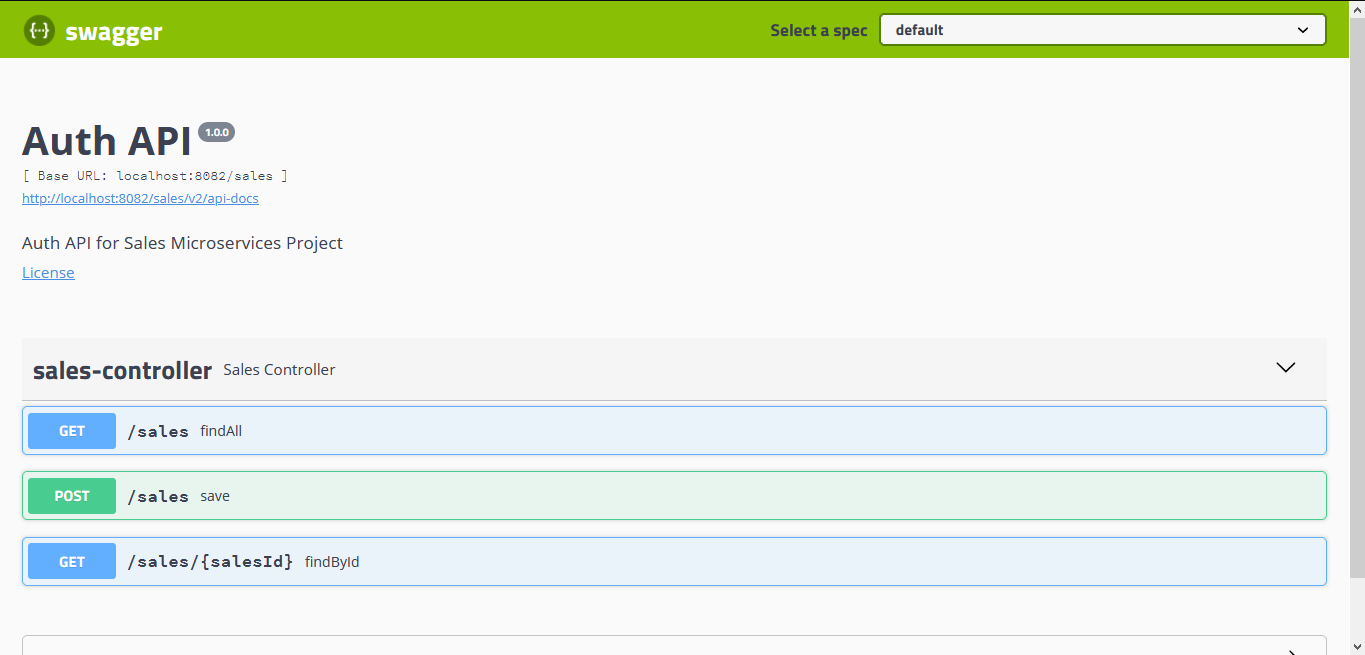 {···} swagger Select a spec default
Auth API 1.0.0
[ Base URL: localhost:8082/sales ]
http://localhost:8082/sales/v2/api-docs
Auth API for Sales Microservices Project
License
sales-controller Sales Controller
GET /sales findAll
POST /sales save
GET /sales/{salesId} findById